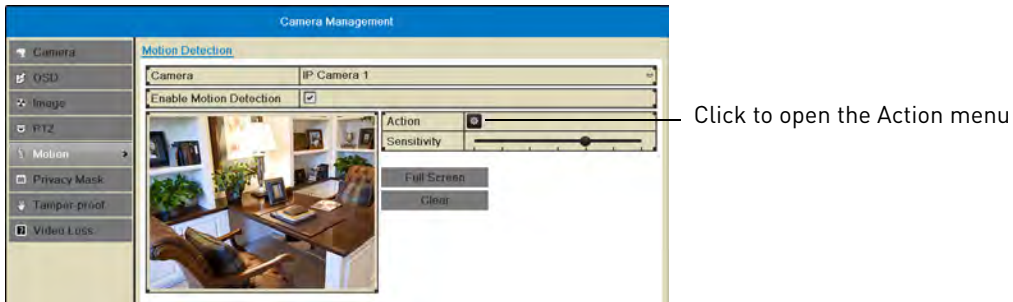 Camera Management
Camera
OSD
Image
PTZ
Motion
Privacy Mask
Tamper-proof
Video Loss
Motion Detection
Camera IP Camera 1
Enable Motion Detection
Action
Sensitivity
Full Screen
Clear
Click to open the Action menu